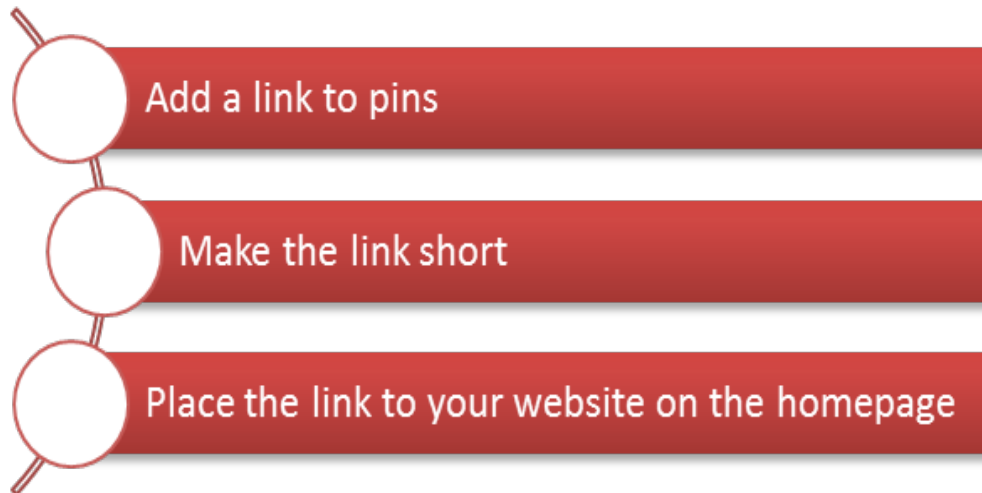 Add a link to pins
Make the link short
Place the link to your website on the homepage